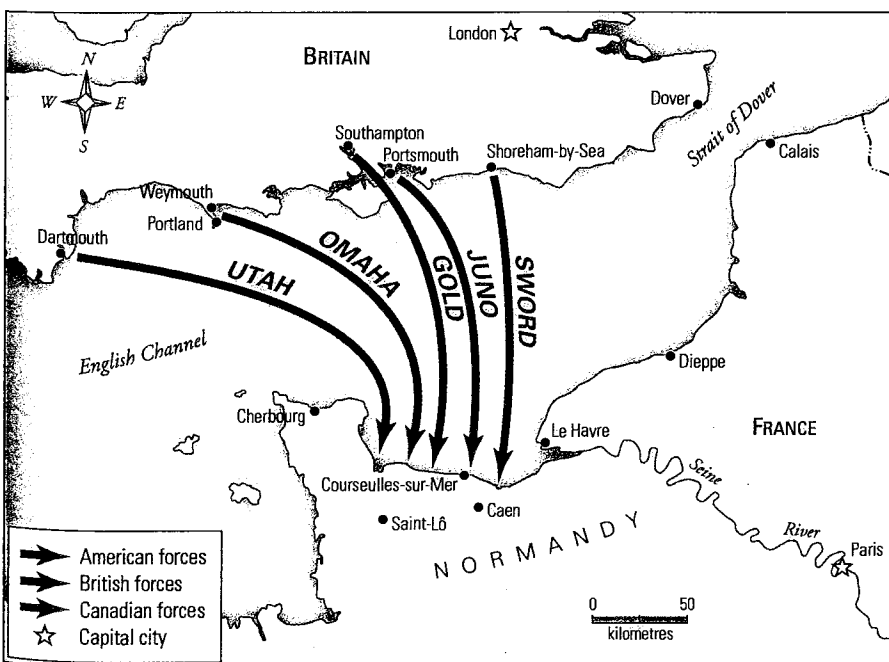 London
BRITAIN
N
W E
S
Dover
Strait of Dover
Calais
Southampton
Portsmouth
Shoreham-by-Sea
Weymouth
Portland
Dartmouth
UTAH
OMAHA
GOLD
JUNO
SWORD
English Channel
Dieppe
Cherbourg
Le Havre
FRANCE
Courseulles-sur-Mer
Seine
River
Caen
Saint-Lô
NORMANDY
Paris
American forces
British forces
Canadian forces
Capital city
0 50
kilometres